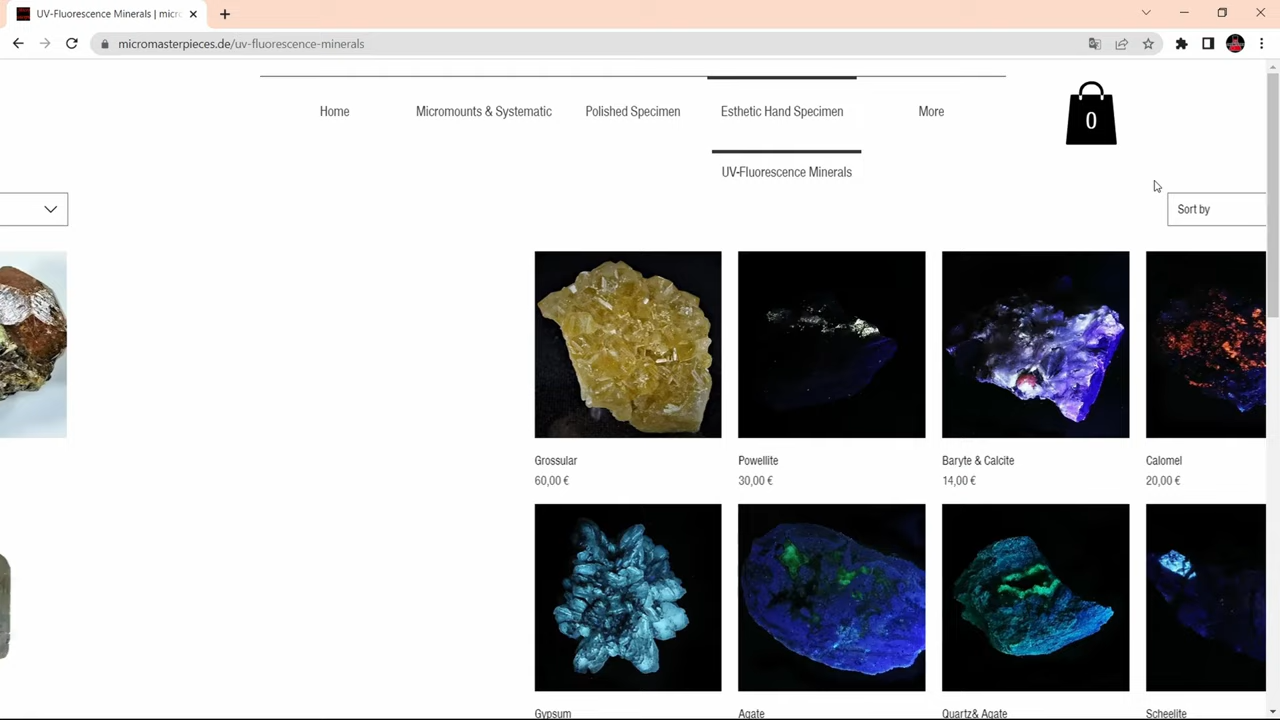 UV-Fluorescence Minerals | micr
micromasterpieces.de/uv-fluorescence-minerals
Home
Micromounts & Systematic
Polished Specimen
Esthetic Hand Specimen
More
0
UV-Fluorescence Minerals
Sort by
Grossular
60,00 €
Powellite
30,00 €
Baryte & Calcite
14,00 €
Calomel
20,00 €
Gypsum
Agate
Quartz& Agate
Scheelite